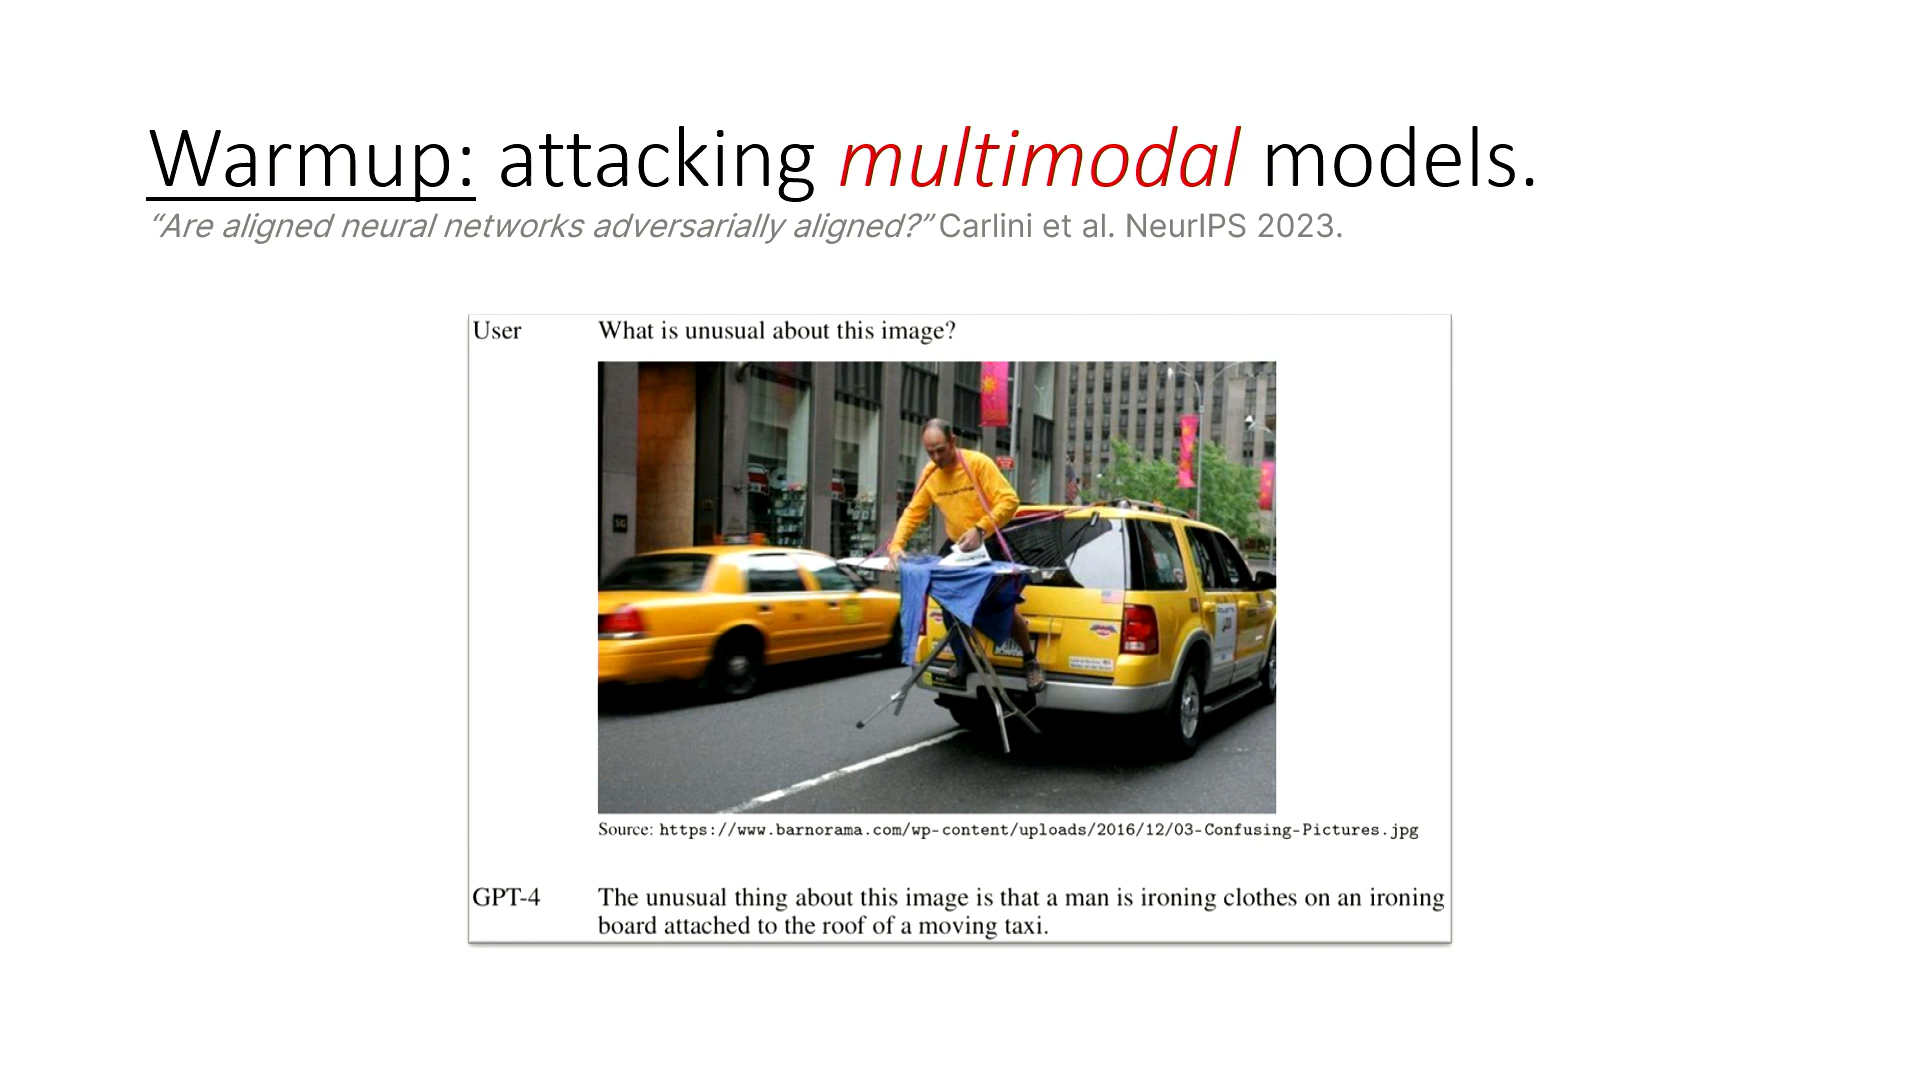 Warmup: attacking multimodal models.
“Are aligned neural networks adversarially aligned?” Carlini et al. NeurIPS 2023.
User What is unusual about this image?
Source: https://www.barnorama.com/wp-content/uploads/2016/12/03-Confusing-Pictures.jpg
GPT-4 The unusual thing about this image is that a man is ironing clothes on an ironing
board attached to the roof of a moving taxi.